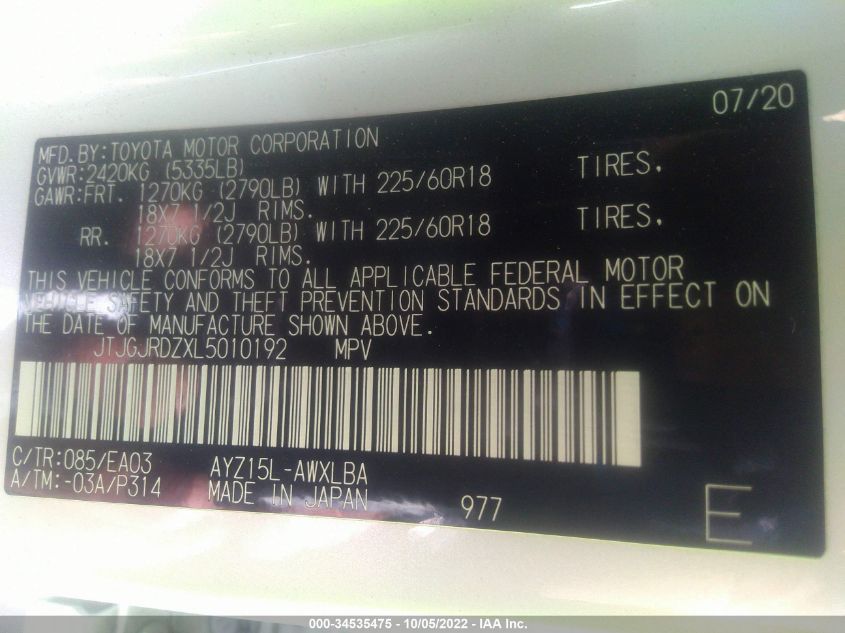 07/20
MFD. BY: TOYOTA MOTOR CORPORATION
GVWR: 2420KG (5335LB)
GAWR: FRT. 1270KG (2790LB) WITH 225/60R18 TIRES,
18X7 1/2J RIMS.
RR. 1270KG (2790LB) WITH 225/60R18 TIRES,
18X7 1/2J RIMS.
THIS VEHICLE CONFORMS TO ALL APPLICABLE FEDERAL MOTOR
VEHICLE SAFETY AND THEFT PREVENTION STANDARDS IN EFFECT ON
THE DATE OF MANUFACTURE SHOWN ABOVE.
JTJGJRDZXL5010192 MPV
C/TR: 085/EA03 AYZ15L-AWXLBA
A/TM: -03A/P314 MADE IN JAPAN 977 E
000-34535475 - 10/05/2022 - IAA Inc.